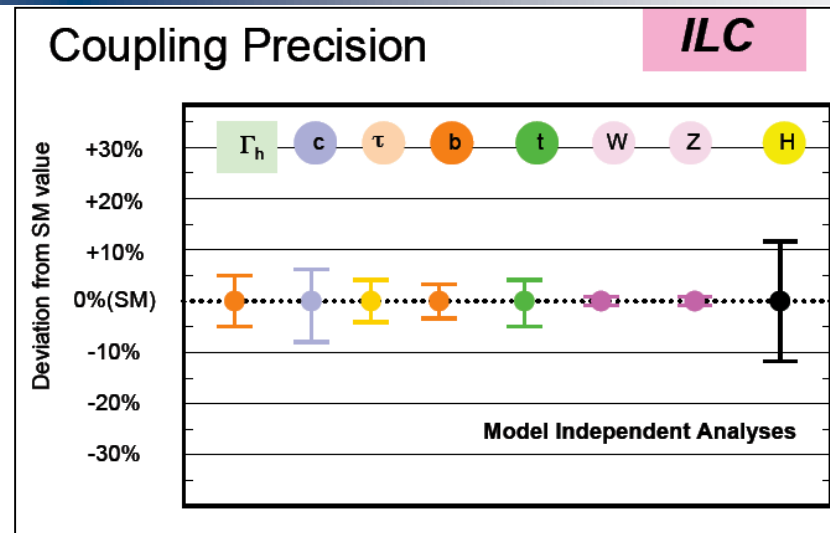 Coupling Precision
ILC
Deviation from SM value
Γh c τ b t W Z H
+30%
+20%
+10%
0%(SM)
-10%
-20%
-30%
Model Independent Analyses